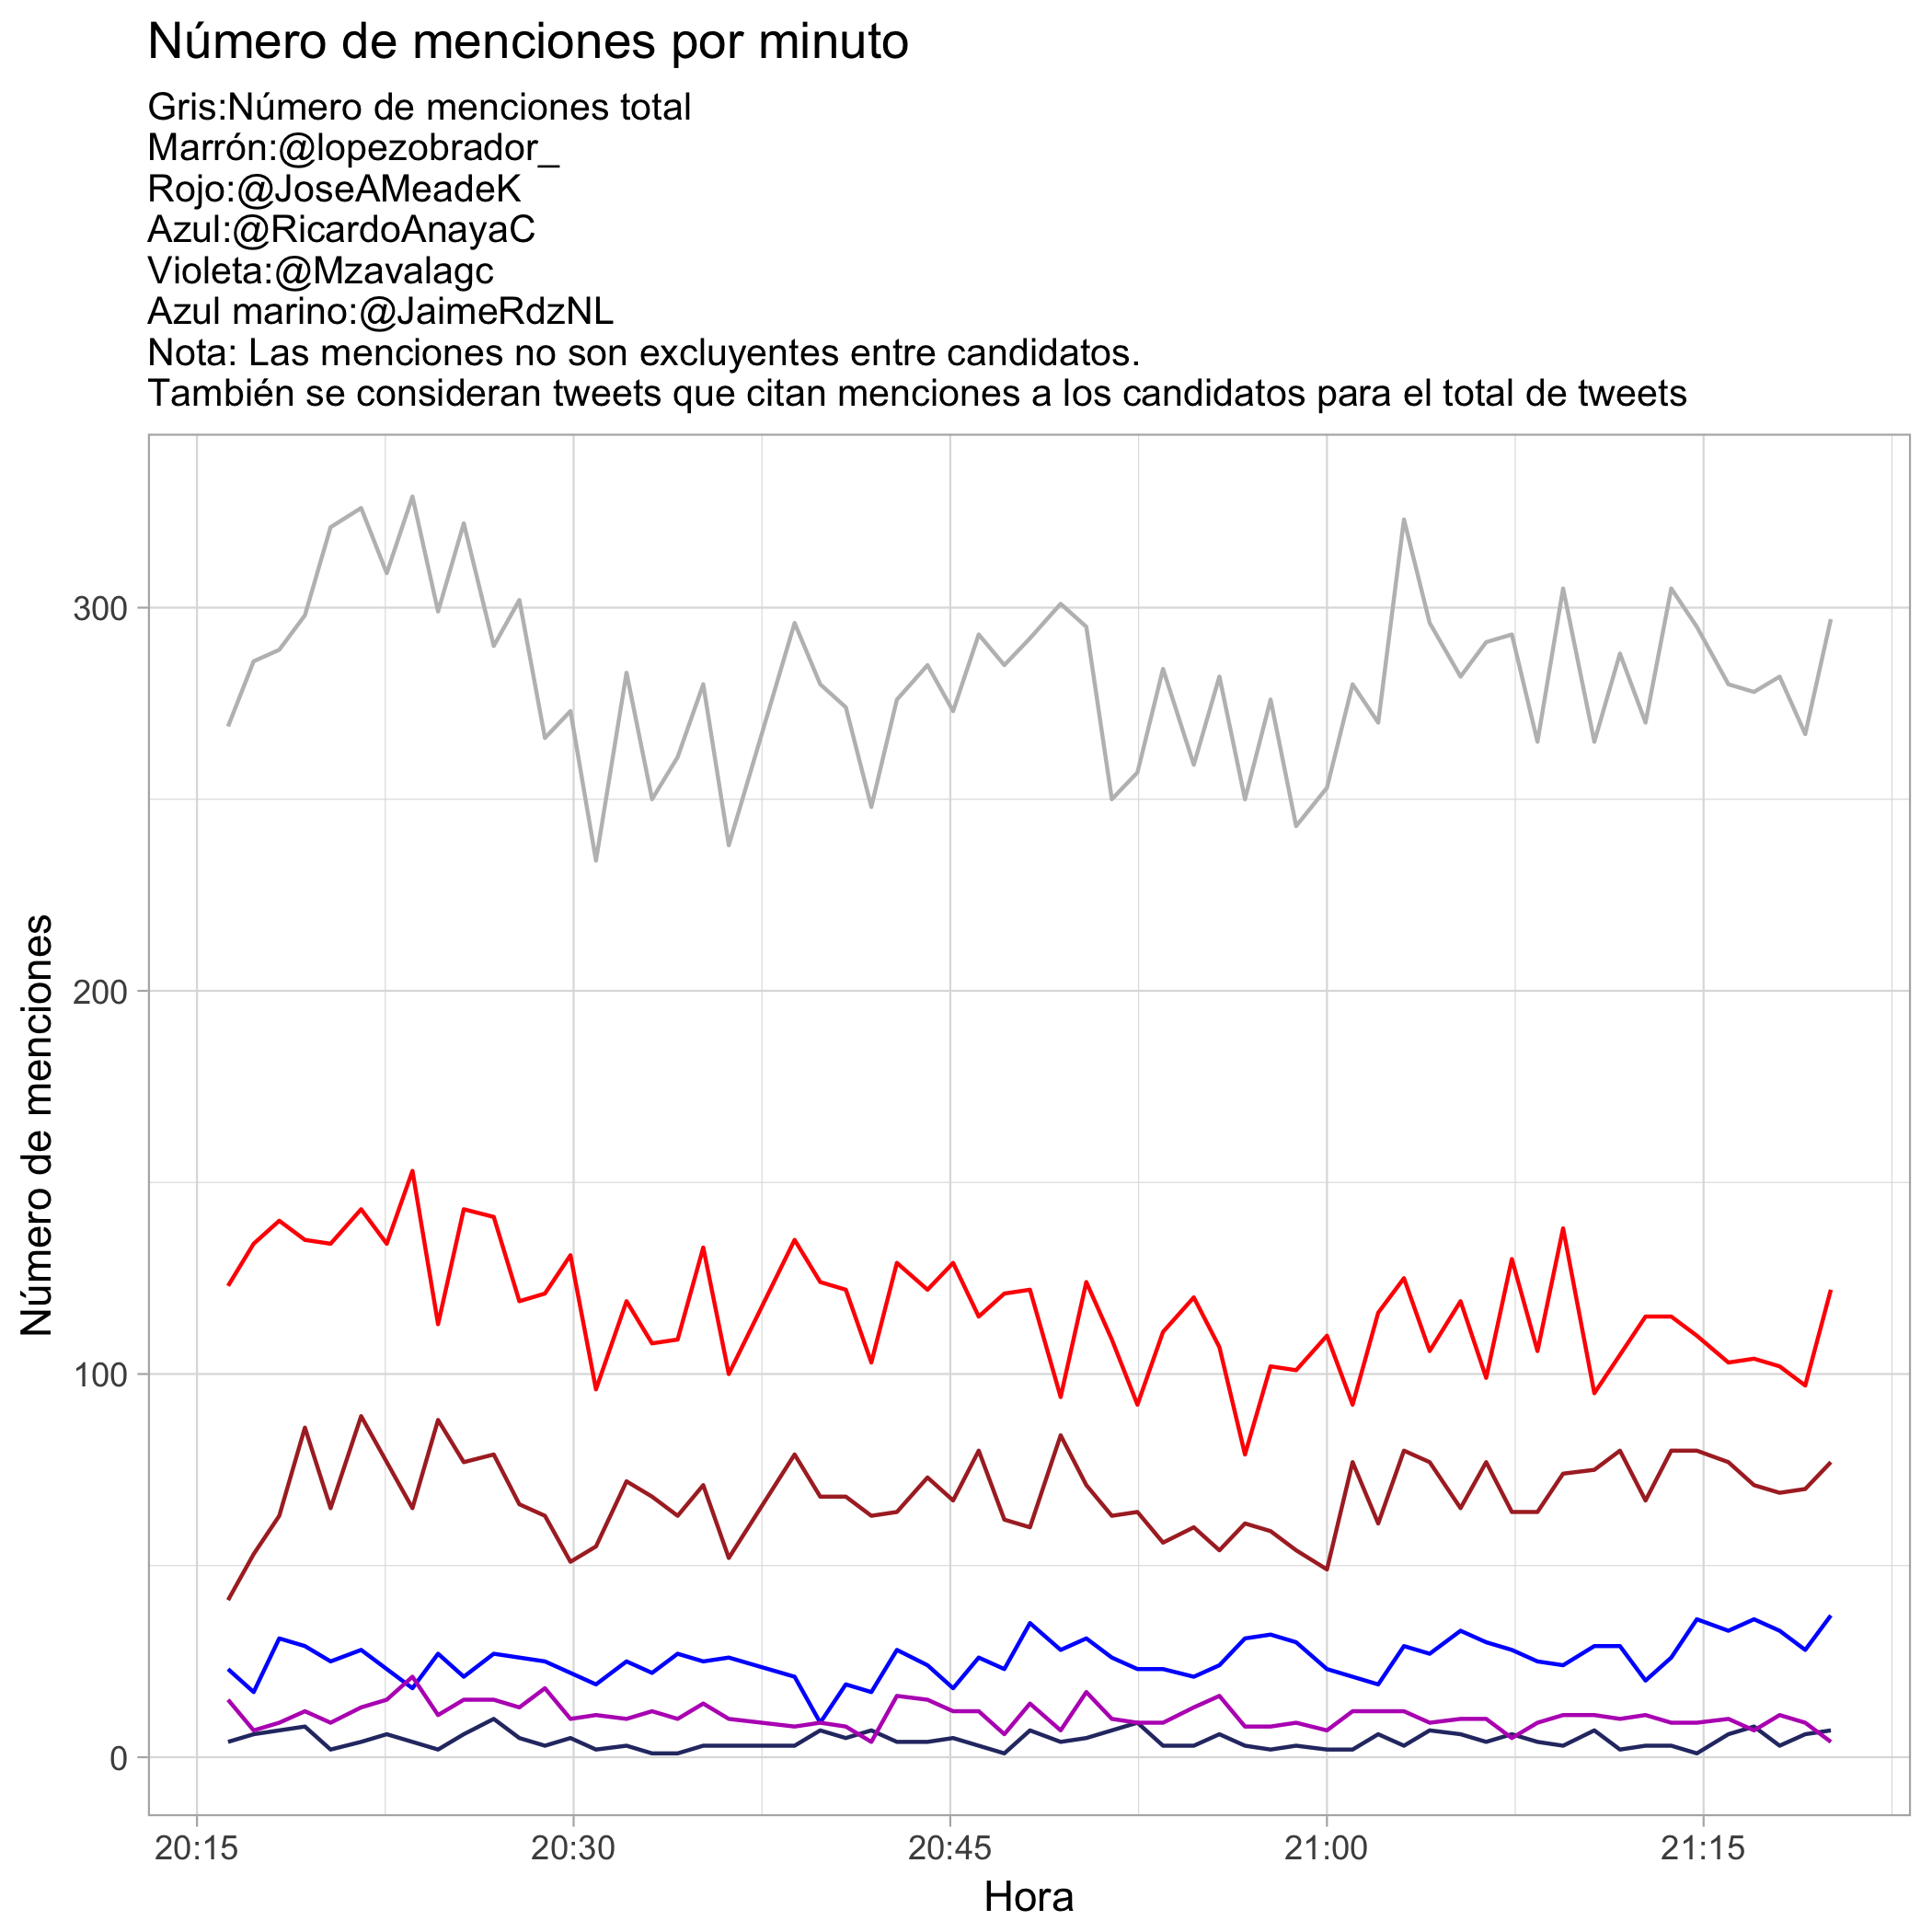 Número de menciones por minuto
Gris:Número de menciones total
Marrón:@lopezobrador_
Rojo:@JoseAMeadeK
Azul:@RicardoAnayaC
Violeta:@Mzavalagc
Azul marino:@JaimeRdzNL
Nota: Las menciones no son excluyentes entre candidatos.
También se consideran tweets que citan menciones a los candidatos para el total de tweets
Número de menciones
300
200
100
0
20:15
20:30
20:45
21:00
21:15
Hora